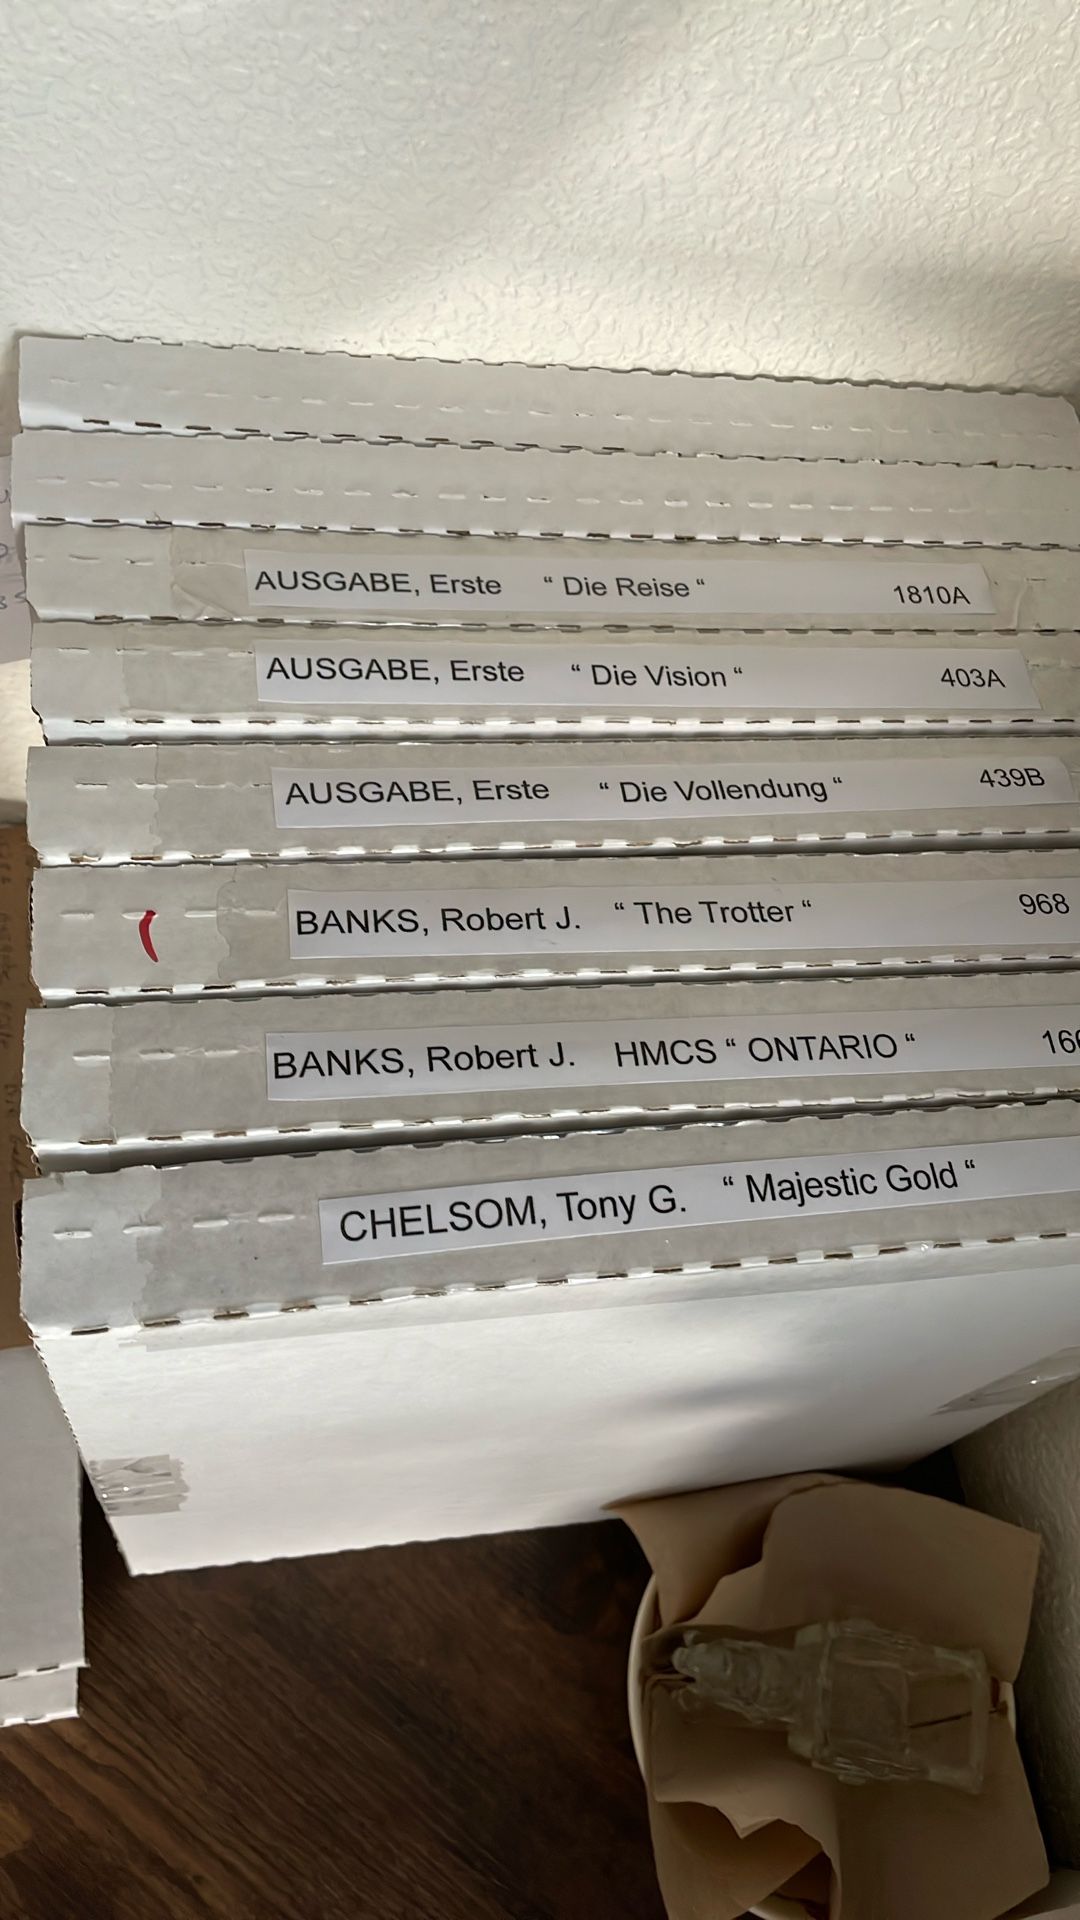 AUSGABE, Erste “ Die Reise “ 1810A
AUSGABE, Erste “ Die Vision “ 403A
AUSGABE, Erste “ Die Vollendung “ 439B
BANKS, Robert J. “ The Trotter “ 968
BANKS, Robert J. HMCS “ ONTARIO “
CHELSOM, Tony G. “ Majestic Gold “